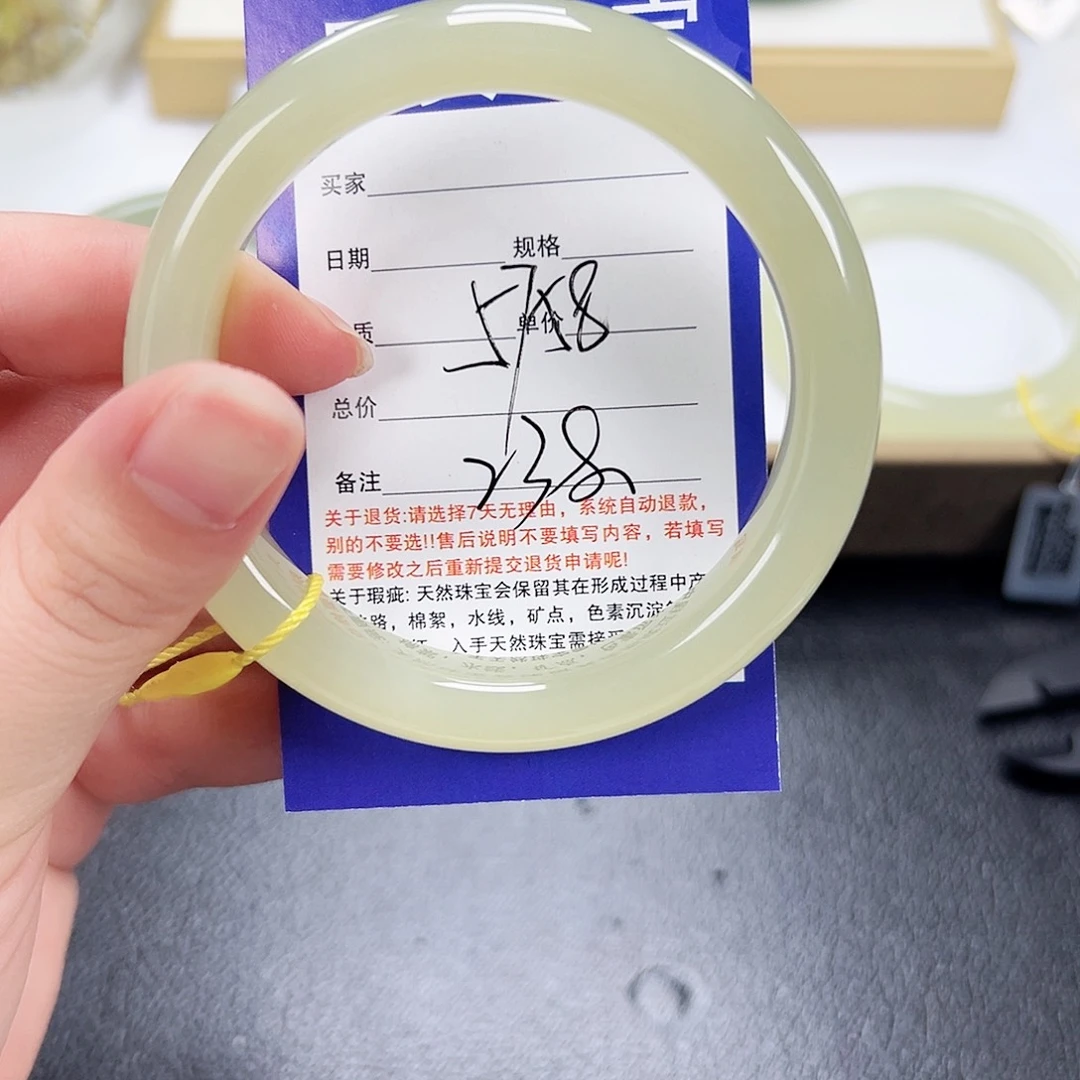 买家
日期 规格
质 单价
5758
总价
238
备注
关于退货:请选择7天无理由，系统自动退款，
别的不要选!!售后说明不要填写内容，若填写
需要修改之后重新提交退货申请呢!
关于瑕疵: 天然珠宝会保留其在形成过程中产
路，棉絮，水线，矿点，色素沉淀
入手天然珠宝需接受